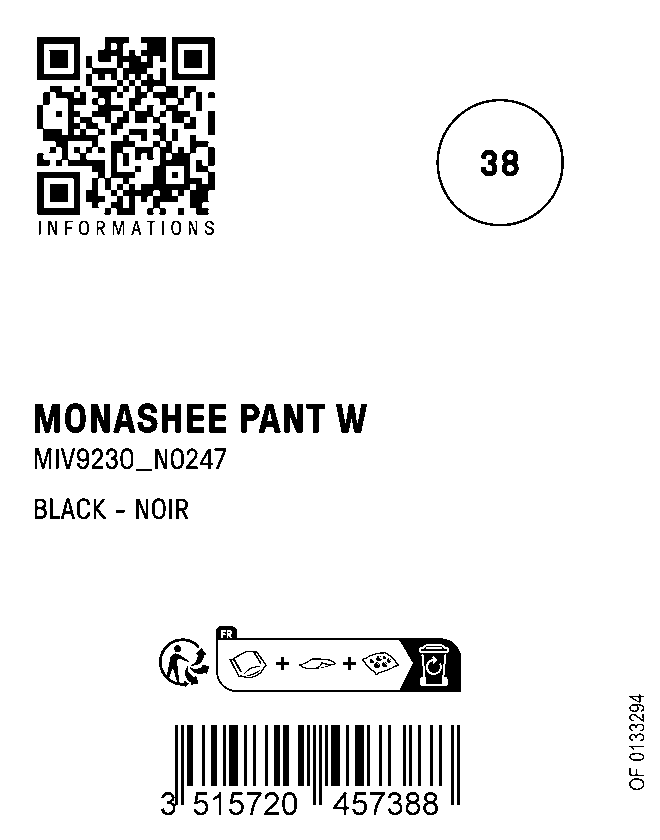 INFORMATIONS
38
MONASHEE PANT W
MIV9230_N0247
BLACK - NOIR
FR
OF 0133294
3 515720 457388